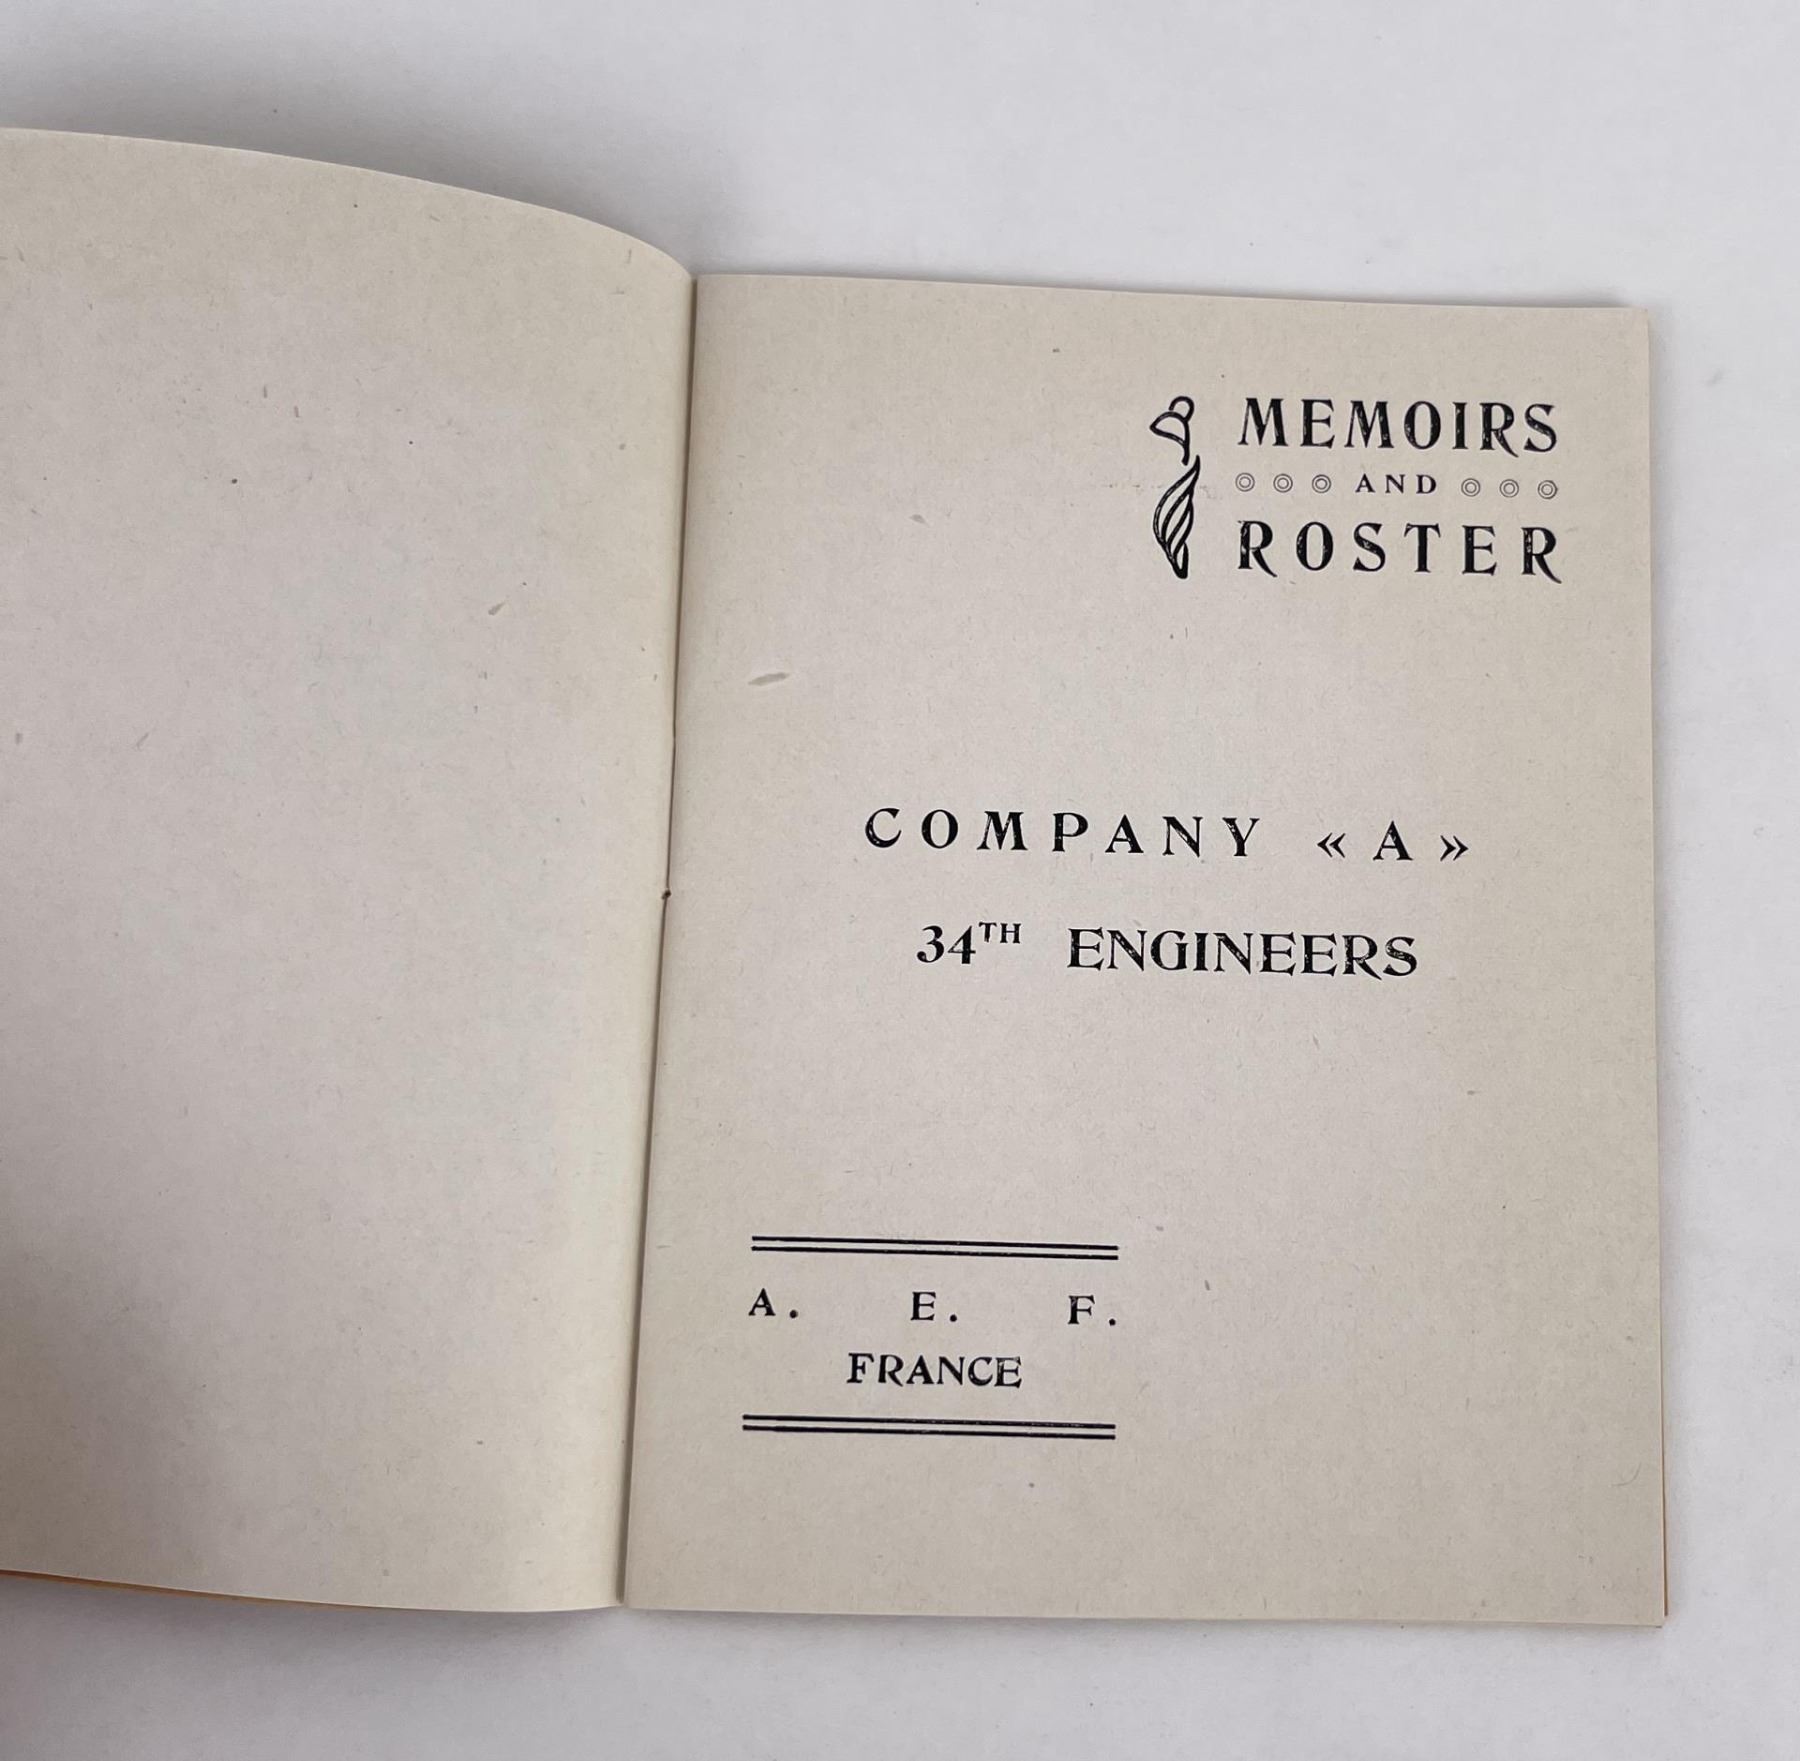 MEMOIRS
AND
ROSTER
COMPANY « A »
34TH ENGINEERS
A. E. F.
FRANCE